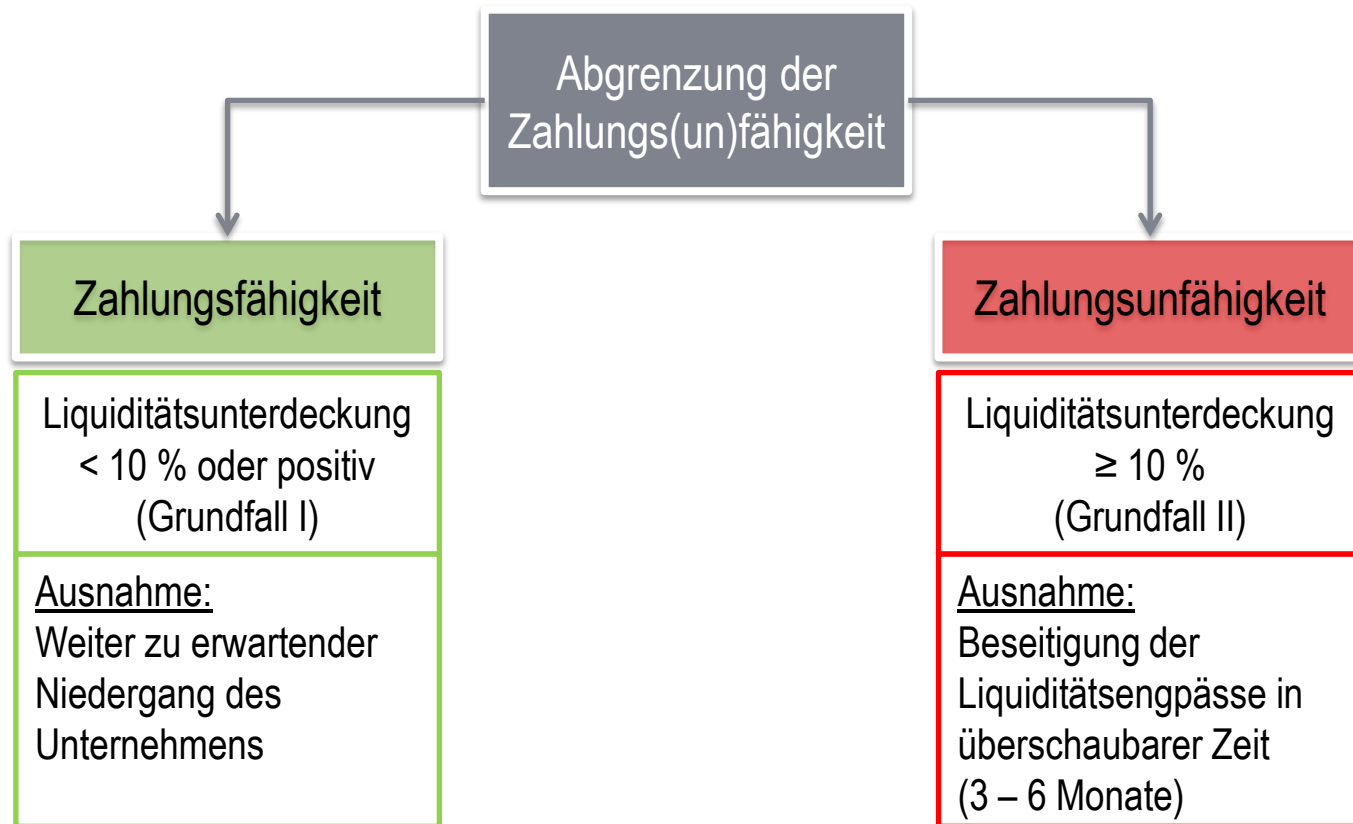 Abgrenzung der
Zahlungs(un)fähigkeit
Zahlungsfähigkeit
Liquiditätsunterdeckung
< 10 % oder positiv
(Grundfall I)
Ausnahme:
Weiter zu erwartender
Niedergang des
Unternehmens
Zahlungsunfähigkeit
Liquiditätsunterdeckung
≥ 10 %
(Grundfall II)
Ausnahme:
Beseitigung der
Liquiditätsengpässe in
überschaubarer Zeit
(3 – 6 Monate)